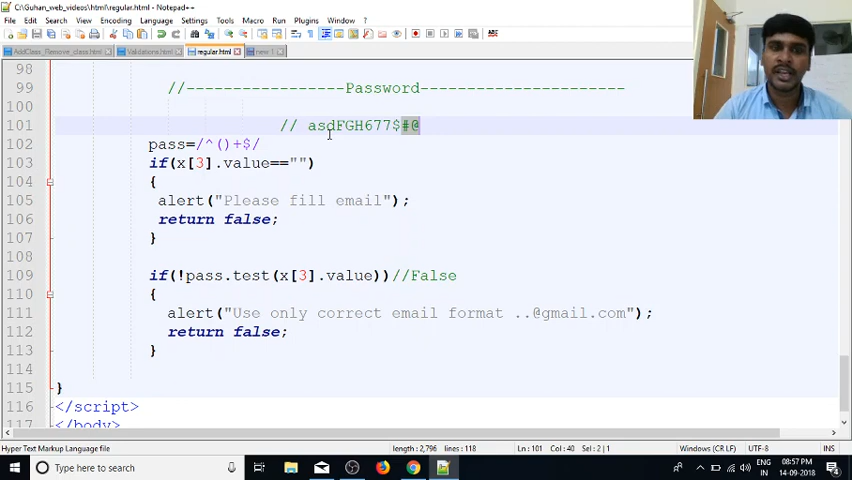 C:\Guhan_web_videos\html\regular.html - Notepad++
File Edit Search View Encoding Language Settings Tools Macro Run Plugins Window ?
AddClass_Remove_class.html Validations.html regular.html new 1
98
99 //-----------------Password----------------------
100
101 // asdFGH677$#@
102 pass=/^()+$/
103 if(x[3].value=="")
104 {
105 alert("Please fill email");
106 return false;
107 }
108
109 if(!pass.test(x[3].value))//False
110 {
111 alert("Use only correct email format ..@gmail.com");
112 return false;
113 }
114
115 }
116 </script>
117 </body>
Hyper Text Markup Language file length : 2,796 lines : 118 Ln : 101 Col : 40 Sel : 2 | 1 Windows (CR LF) UTF-8 INS
Type here to search ENG 08:57 PM
IN 14-09-2018